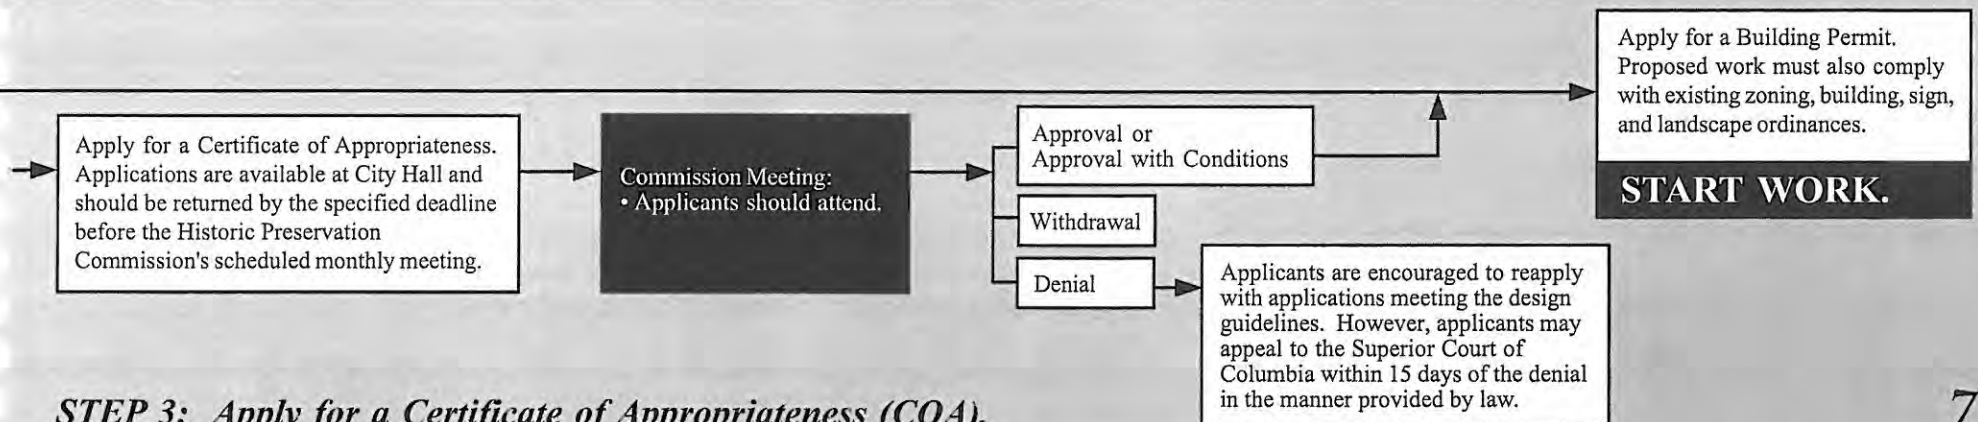 Apply for a Building Permit.
Proposed work must also comply
with existing zoning, building, sign,
and landscape ordinances.
START WORK.
Apply for a Certificate of Appropriateness.
Applications are available at City Hall and
should be returned by the specified deadline
before the Historic Preservation
Commission's scheduled monthly meeting.
Commission Meeting:
• Applicants should attend.
Approval or
Approval with Conditions
Withdrawal
Denial
Applicants are encouraged to reapply
with applications meeting the design
guidelines. However, applicants may
appeal to the Superior Court of
Columbia within 15 days of the denial
in the manner provided by law.
STEP 3: Apply for a Certificate of Appropriateness (COA).
7